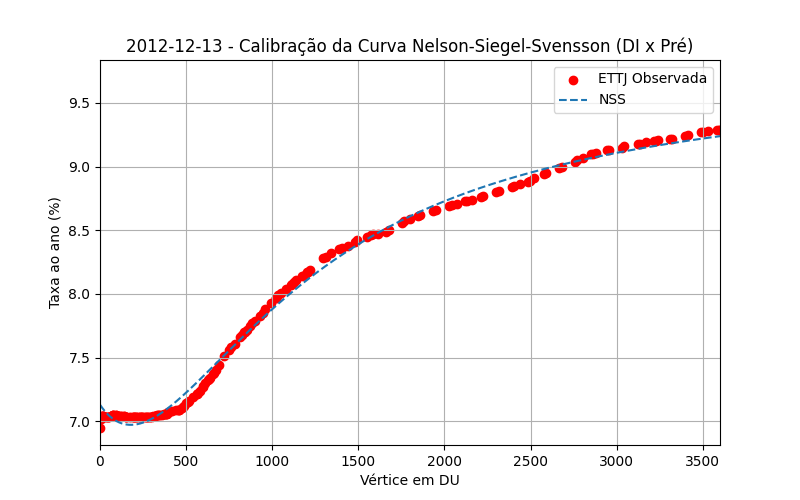 2012-12-13 - Calibração da Curva Nelson-Siegel-Svensson (DI x Pré)
ETTJ Observada
NSS
Taxa ao ano (%)
9.5
9.0
8.5
8.0
7.5
7.0
0 500 1000 1500 2000 2500 3000 3500
Vértice em DU